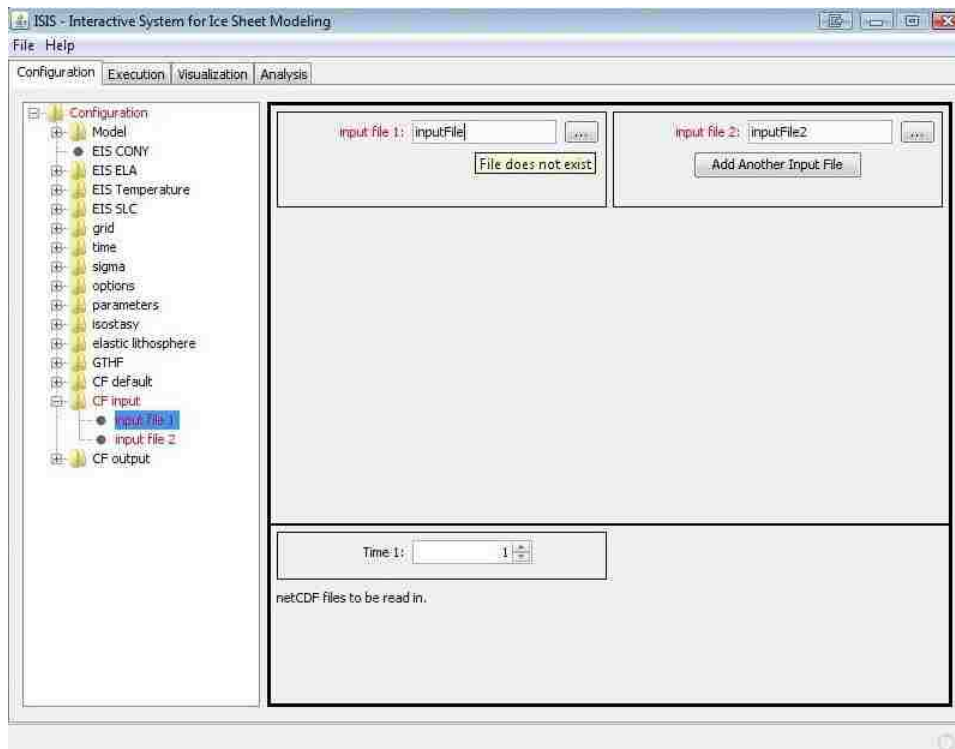 ISIS - Interactive System for Ice Sheet Modeling
File Help
Configuration Execution Visualization Analysis
Configuration
Model
EIS CONY
EIS ELA
EIS Temperature
EIS SLC
grid
time
sigma
options
parameters
isostasy
elastic lithosphere
GTHF
CF default
CF input
input file 1
input file 2
CF output
input file 1: inputFile ...
File does not exist
input file 2: inputFile2 ...
Add Another Input File
Time 1: 1
netCDF files to be read in.